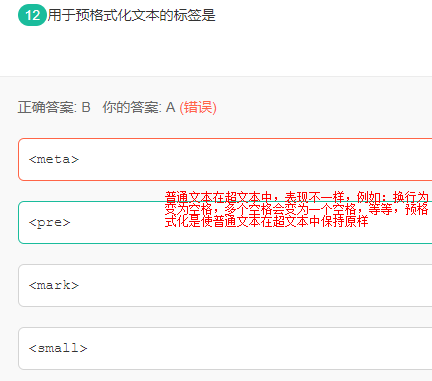 12 用于预格式化文本的标签是
正确答案: B 你的答案: A (错误)
<meta>
普通文本在超文本中，表现不一样，例如：换行为
变为空格，多个空格会变为一个空格，等等，预格
式化是使普通文本在超文本中保持原样
<pre>
<mark>
<small>